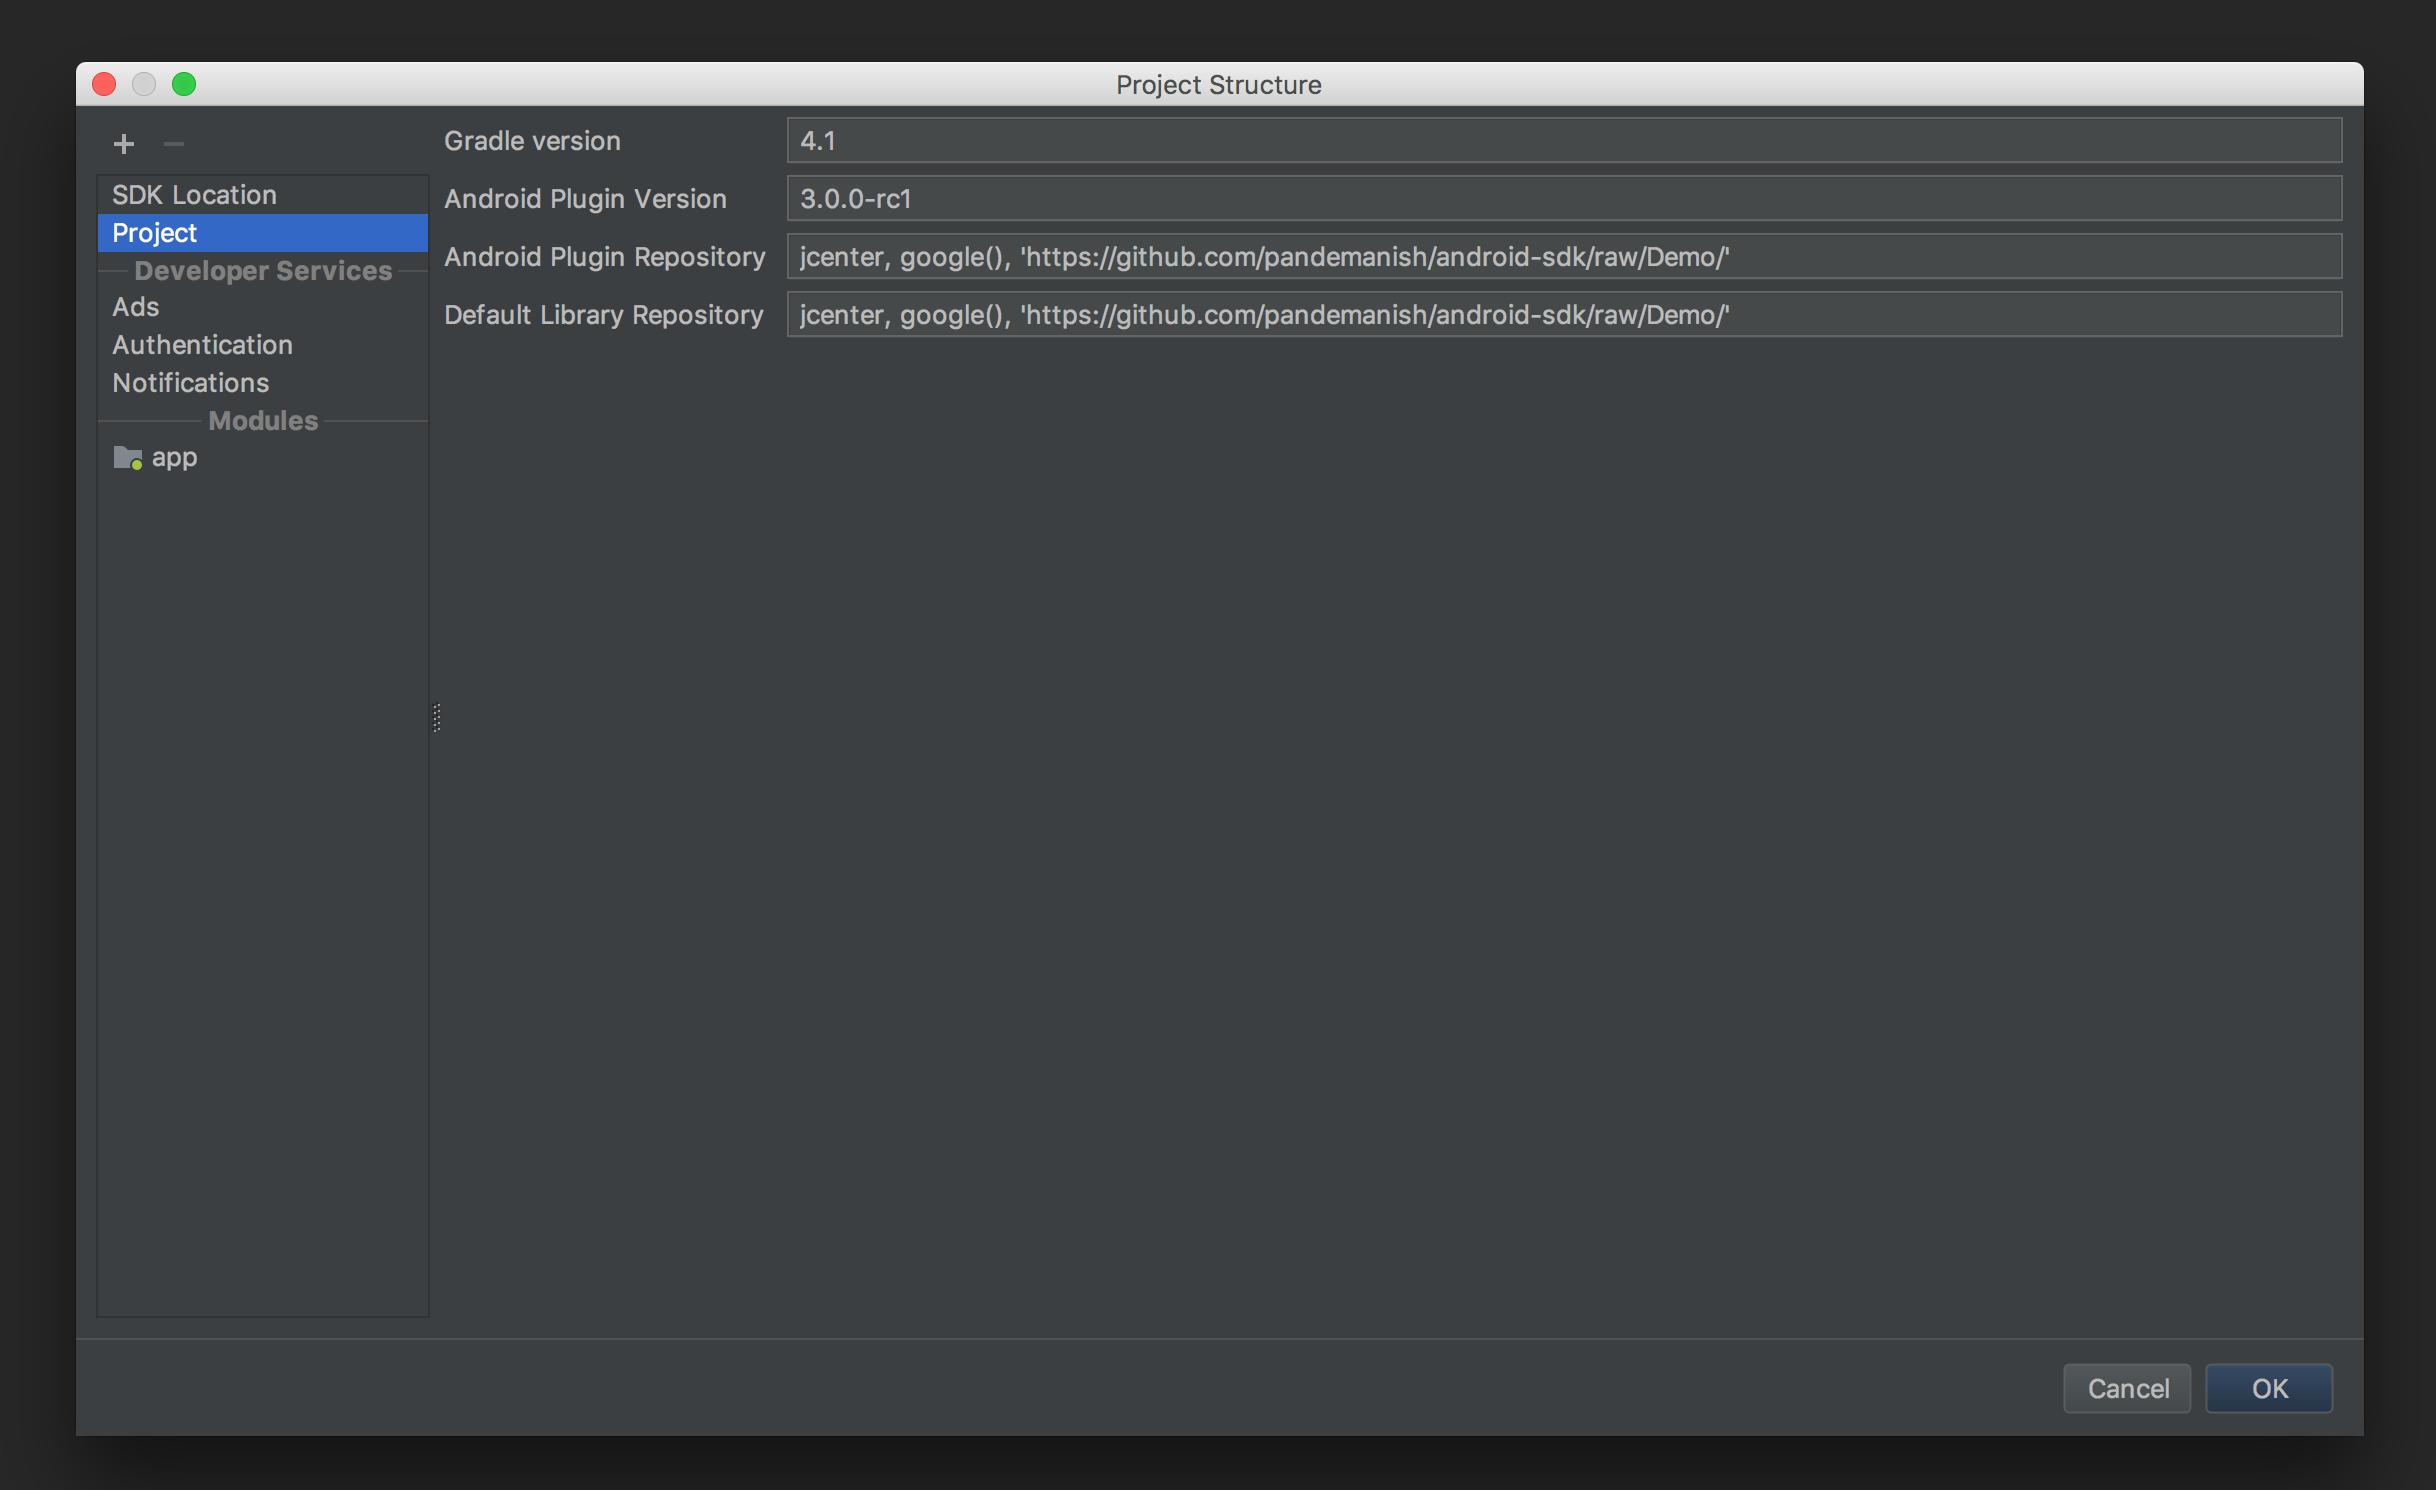 Project Structure
Gradle version 4.1
SDK Location
Android Plugin Version 3.0.0-rc1
Project
Android Plugin Repository jcenter, google(), 'https://github.com/pandemanish/android-sdk/raw/Demo/'
Developer Services
Ads
Default Library Repository jcenter, google(), 'https://github.com/pandemanish/android-sdk/raw/Demo/'
Authentication
Notifications
Modules
app
Cancel OK